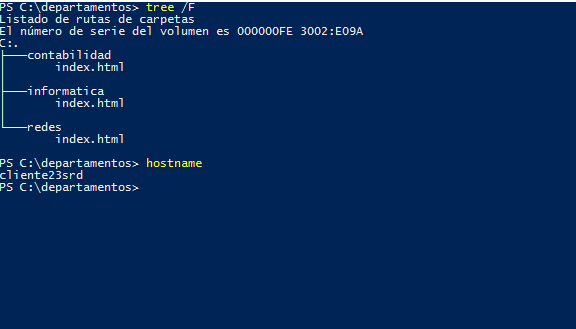 PS C:\departamentos> tree /F
Listado de rutas de carpetas
El número de serie del volumen es 000000FE 3002:E09A
C:.
├───contabilidad
│       index.html
│
├───informatica
│       index.html
│
└───redes
        index.html

PS C:\departamentos> hostname
cliente23srd
PS C:\departamentos>